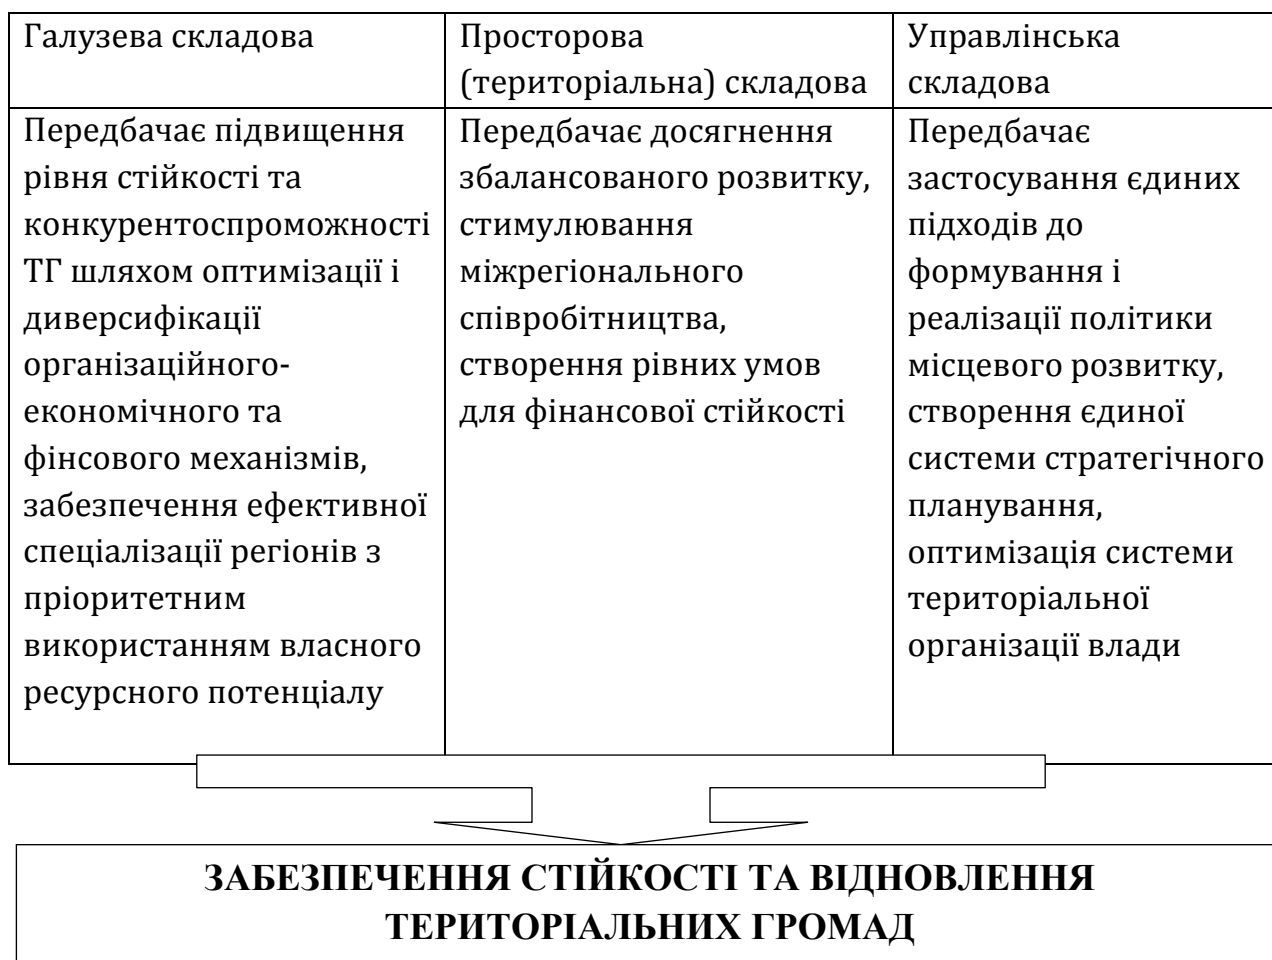 Галузева складова
Просторова
(територіальна) складова
Управлінська
складова
Передбачає підвищення
рівня стійкості та
конкурентоспроможності
ТГ шляхом оптимізації і
диверсифікації
організаційного-
економічного та
фінсового механізмів,
забезпечення ефективної
спеціалізації регіонів з
пріоритетним
використанням власного
ресурсного потенціалу
Передбачає досягнення
збалансованого розвитку,
стимулювання
міжрегіонального
співробітництва,
створення рівних умов
для фінансової стійкості
Передбачає
застосування єдиних
підходів до
формування і
реалізації політики
місцевого розвитку,
створення єдиної
системи стратегічного
планування,
оптимізація системи
територіальної
організації влади
ЗАБЕЗПЕЧЕННЯ СТІЙКОСТІ ТА ВІДНОВЛЕННЯ
ТЕРИТОРІАЛЬНИХ ГРОМАД